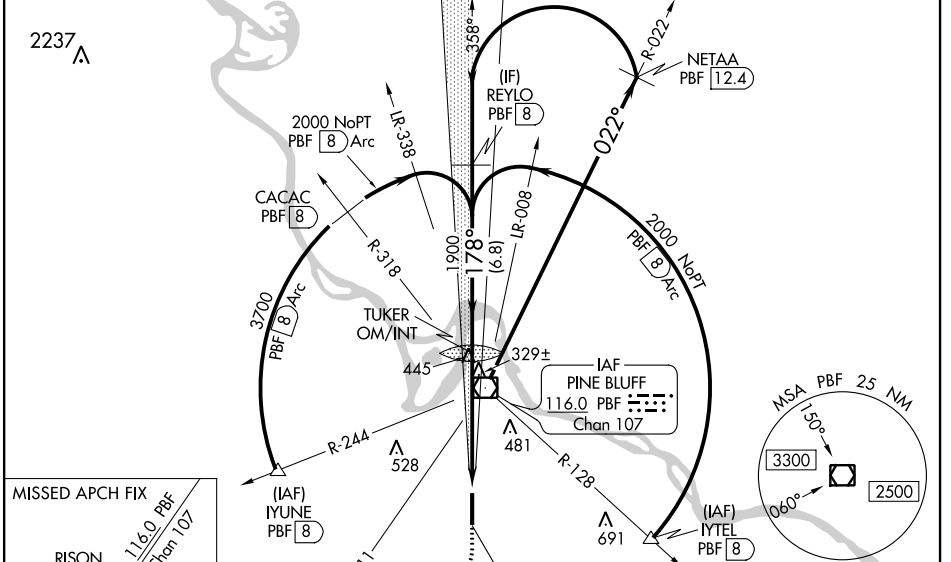 2237
358°
R-022
NETAA
PBF 12.4
(IF)
REYLO
PBF 8
2000 NoPT
PBF 8 Arc
LR-338
022°
CACAC
PBF 8
LR-008
R-318
1900
178°
(6.8)
2000 NoPT
PBF 8 Arc
3700
PBF 8 Arc
TUKER
OM/INT
445
329±
IAF
PINE BLUFF
116.0 PBF
Chan 107
MSA PBF 25 NM
150°
3300
060°
2500
R-244
528
481
R-128
(IAF)
IYUNE
PBF 8
691
(IAF)
IYTEL
PBF 8
MISSED APCH FIX
116.0 PBF
Chan 107
RISON